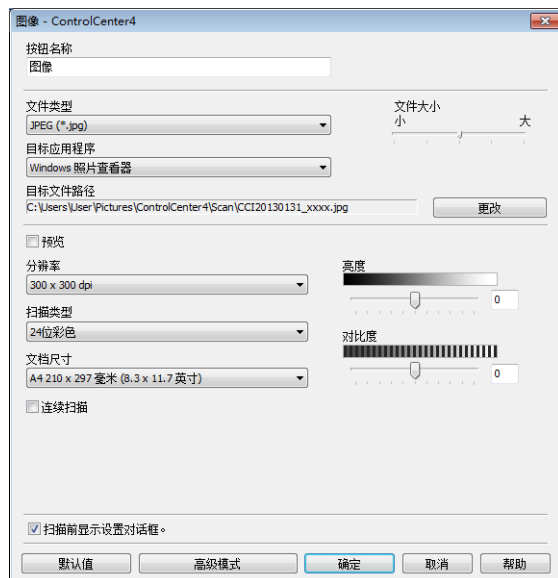 图像 - ControlCenter4
按钮名称
图像
文件类型
JPEG (*.jpg)
文件大小
小 大
目标应用程序
Windows 照片查看器
目标文件路径
C:\Users\User\Pictures\ControlCenter4\Scan\CCI20130131_xxxx.jpg
更改
预览
分辨率
300 x 300 dpi
亮度
0
扫描类型
24位彩色
对比度
0
文档尺寸
A4 210 x 297 毫米 (8.3 x 11.7 英寸)
连续扫描
扫描前显示设置对话框。
默认值 高级模式 确定 取消 帮助